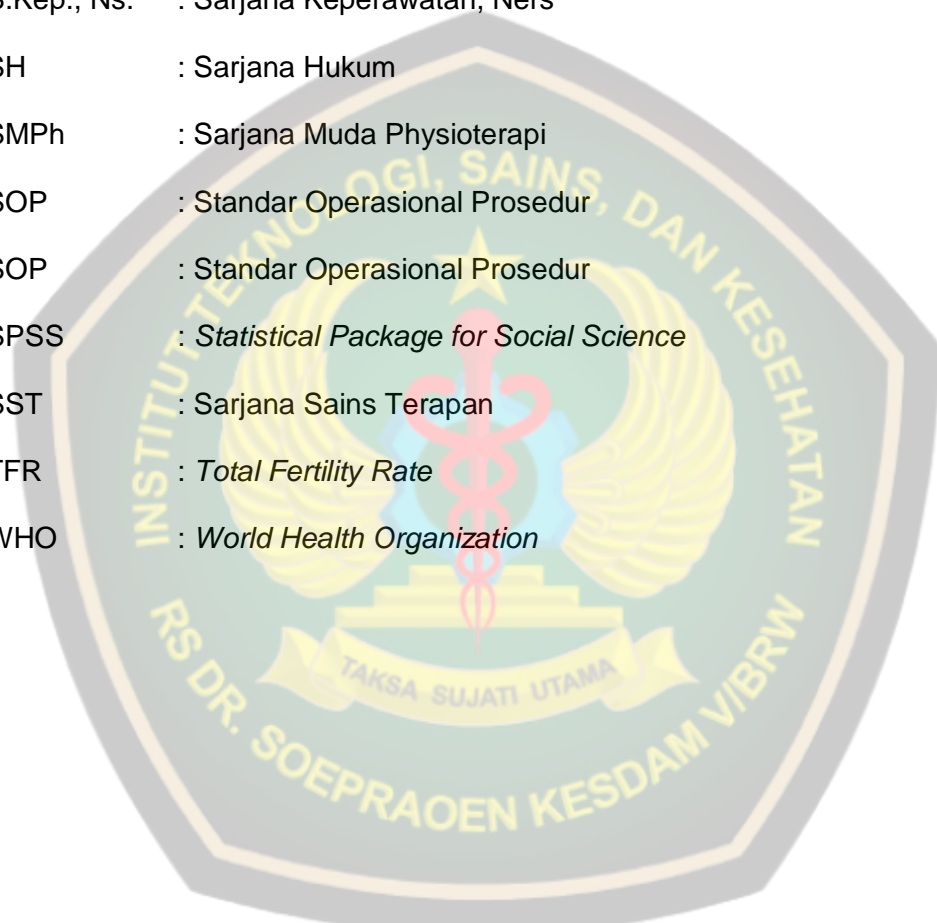 S.Kep., Ns. : Sarjana Keperawatan, Ners
SH : Sarjana Hukum
SMPh : Sarjana Muda Physioterapi
SOP : Standar Operasional Prosedur
SOP : Standar Operasional Prosedur
SPSS : Statistical Package for Social Science
SST : Sarjana Sains Terapan
TFR : Total Fertility Rate
WHO : World Health Organization
INSTITUT TEKNOLOGI, SAINS, DAN KESEHATAN
TAKSA SUJATI UTAMA
RS DR. SOEPRAOEN KESDAM V/BRW